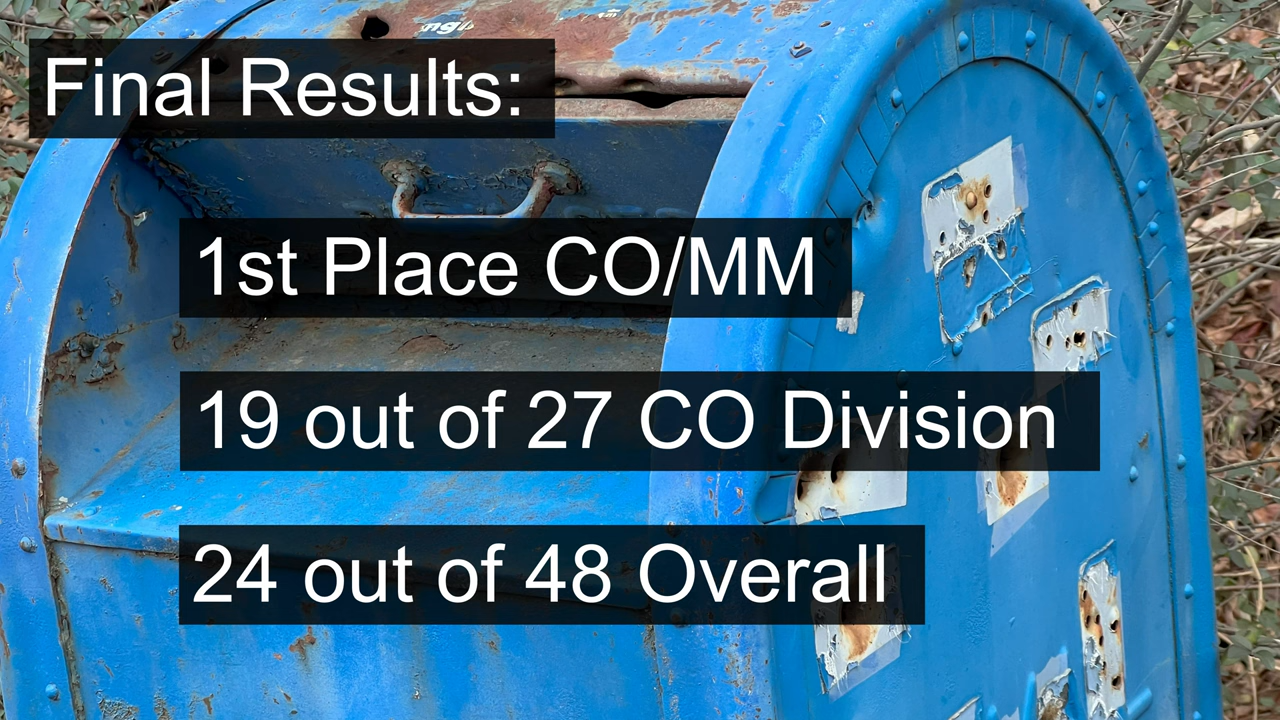 Final Results:
1st Place CO/MM
19 out of 27 CO Division
24 out of 48 Overall